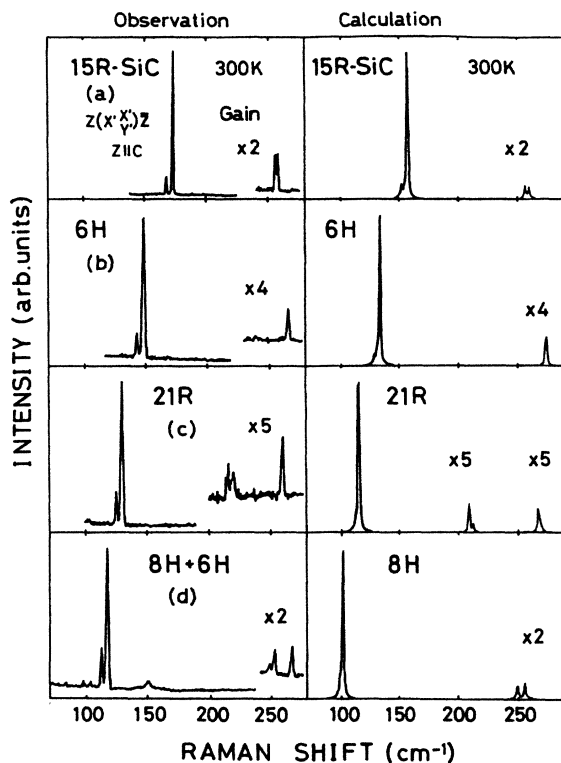 Observation Calculation
15R-SiC 300K
(a)
Z(X' X'
Y')Z̄
Z∥C
Gain
x2
15R-SiC 300K
x2
6H
(b)
x4
6H
x4
21R
(c)
x5
21R
x5 x5
8H+6H
(d)
x2
8H
x2
100 150 200 250 100 150 200 250
INTENSITY (arb.units)
RAMAN SHIFT (cm⁻¹)